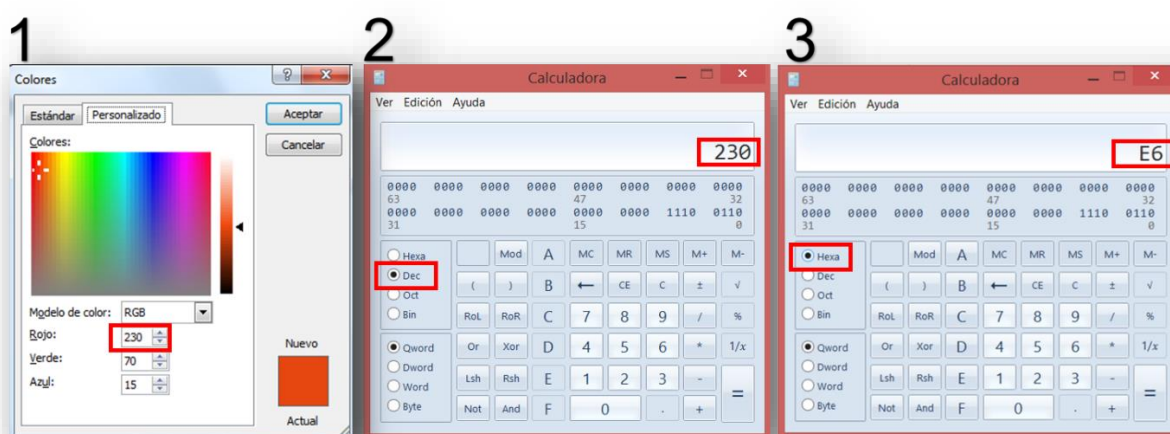 1
Colores
Estándar Personalizado
Aceptar
Cancelar
Colores:
Modelo de color: RGB
Rojo: 230
Verde: 70
Azul: 15
Nuevo
Actual
2
Calculadora
Ver Edición Ayuda
230
0000 0000 0000 0000 0000 0000 0000 0000
63 47 32
0000 0000 0000 0000 0000 0000 1110 0110
31 15 0
Hexa Mod A MC MR MS M+ M-
Dec ( ) B ← CE C ± √
Oct
Bin RoL RoR C 7 8 9 / %
Qword Or Xor D 4 5 6 * 1/x
Dword
Word Lsh Rsh E 1 2 3 - =
Byte Not And F 0 . +
3
Calculadora
Ver Edición Ayuda
E6
0000 0000 0000 0000 0000 0000 0000 0000
63 47 32
0000 0000 0000 0000 0000 0000 1110 0110
31 15 0
Hexa Mod A MC MR MS M+ M-
Dec ( ) B ← CE C ± √
Oct
Bin RoL RoR C 7 8 9 / %
Qword Or Xor D 4 5 6 * 1/x
Dword
Word Lsh Rsh E 1 2 3 - =
Byte Not And F 0 . +